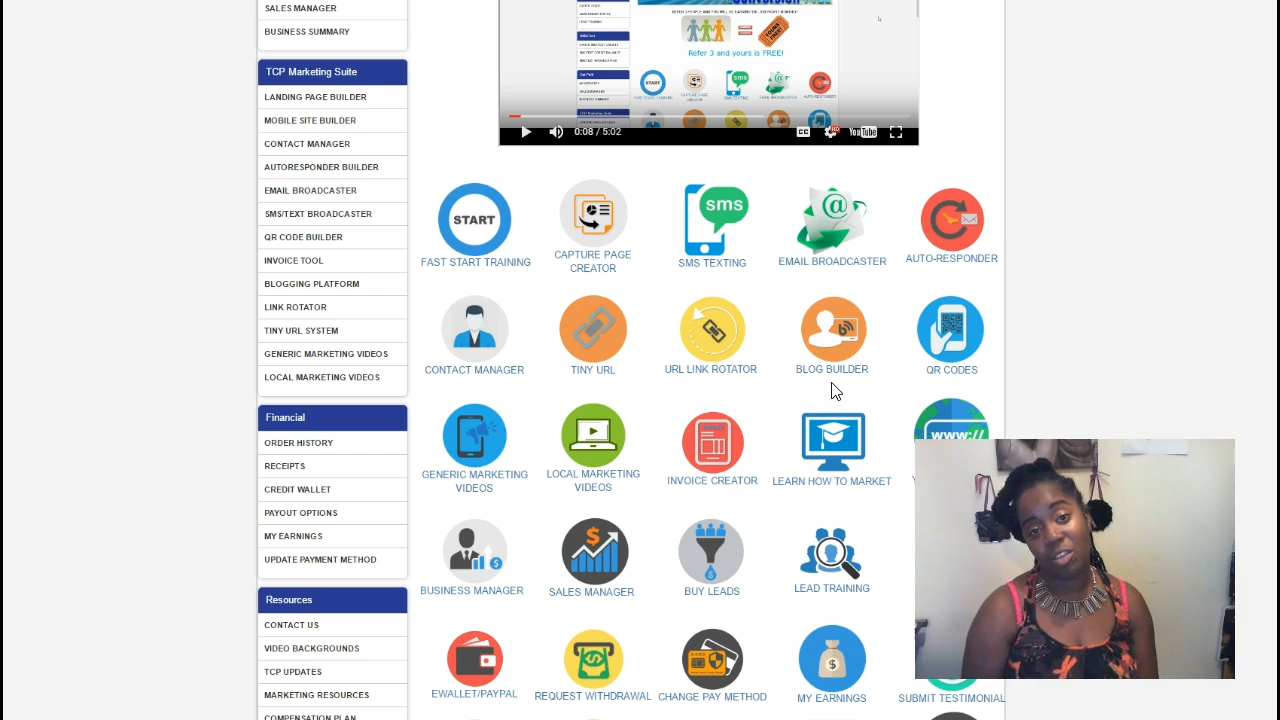 SALES MANAGER
BUSINESS SUMMARY
TCP Marketing Suite
LANDING PAGE BUILDER
MOBILE SITE BUILDER
CONTACT MANAGER
AUTORESPONDER BUILDER
EMAIL BROADCASTER
SMS/TEXT BROADCASTER
QR CODE BUILDER
INVOICE TOOL
BLOGGING PLATFORM
LINK ROTATOR
TINY URL SYSTEM
GENERIC MARKETING VIDEOS
LOCAL MARKETING VIDEOS
Financial
ORDER HISTORY
RECEIPTS
CREDIT WALLET
PAYOUT OPTIONS
MY EARNINGS
UPDATE PAYMENT METHOD
Resources
CONTACT US
VIDEO BACKGROUNDS
TCP UPDATES
MARKETING RESOURCES
COMPENSATION PLAN
Refer 3 and yours is FREE!
START
sms
0:08 / 5:02
CC
HD
YouTube
START
FAST START TRAINING
CAPTURE PAGE
CREATOR
sms
SMS TEXTING
@
EMAIL BROADCASTER
AUTO-RESPONDER
CONTACT MANAGER
TINY URL
URL LINK ROTATOR
BLOG BUILDER
QR CODES
GENERIC MARKETING
VIDEOS
LOCAL MARKETING
VIDEOS
INVOICE CREATOR
LEARN HOW TO MARKET
www://
BUSINESS MANAGER
SALES MANAGER
BUY LEADS
LEAD TRAINING
EWALLET/PAYPAL
REQUEST WITHDRAWAL
CHANGE PAY METHOD
MY EARNINGS
SUBMIT TESTIMONIAL